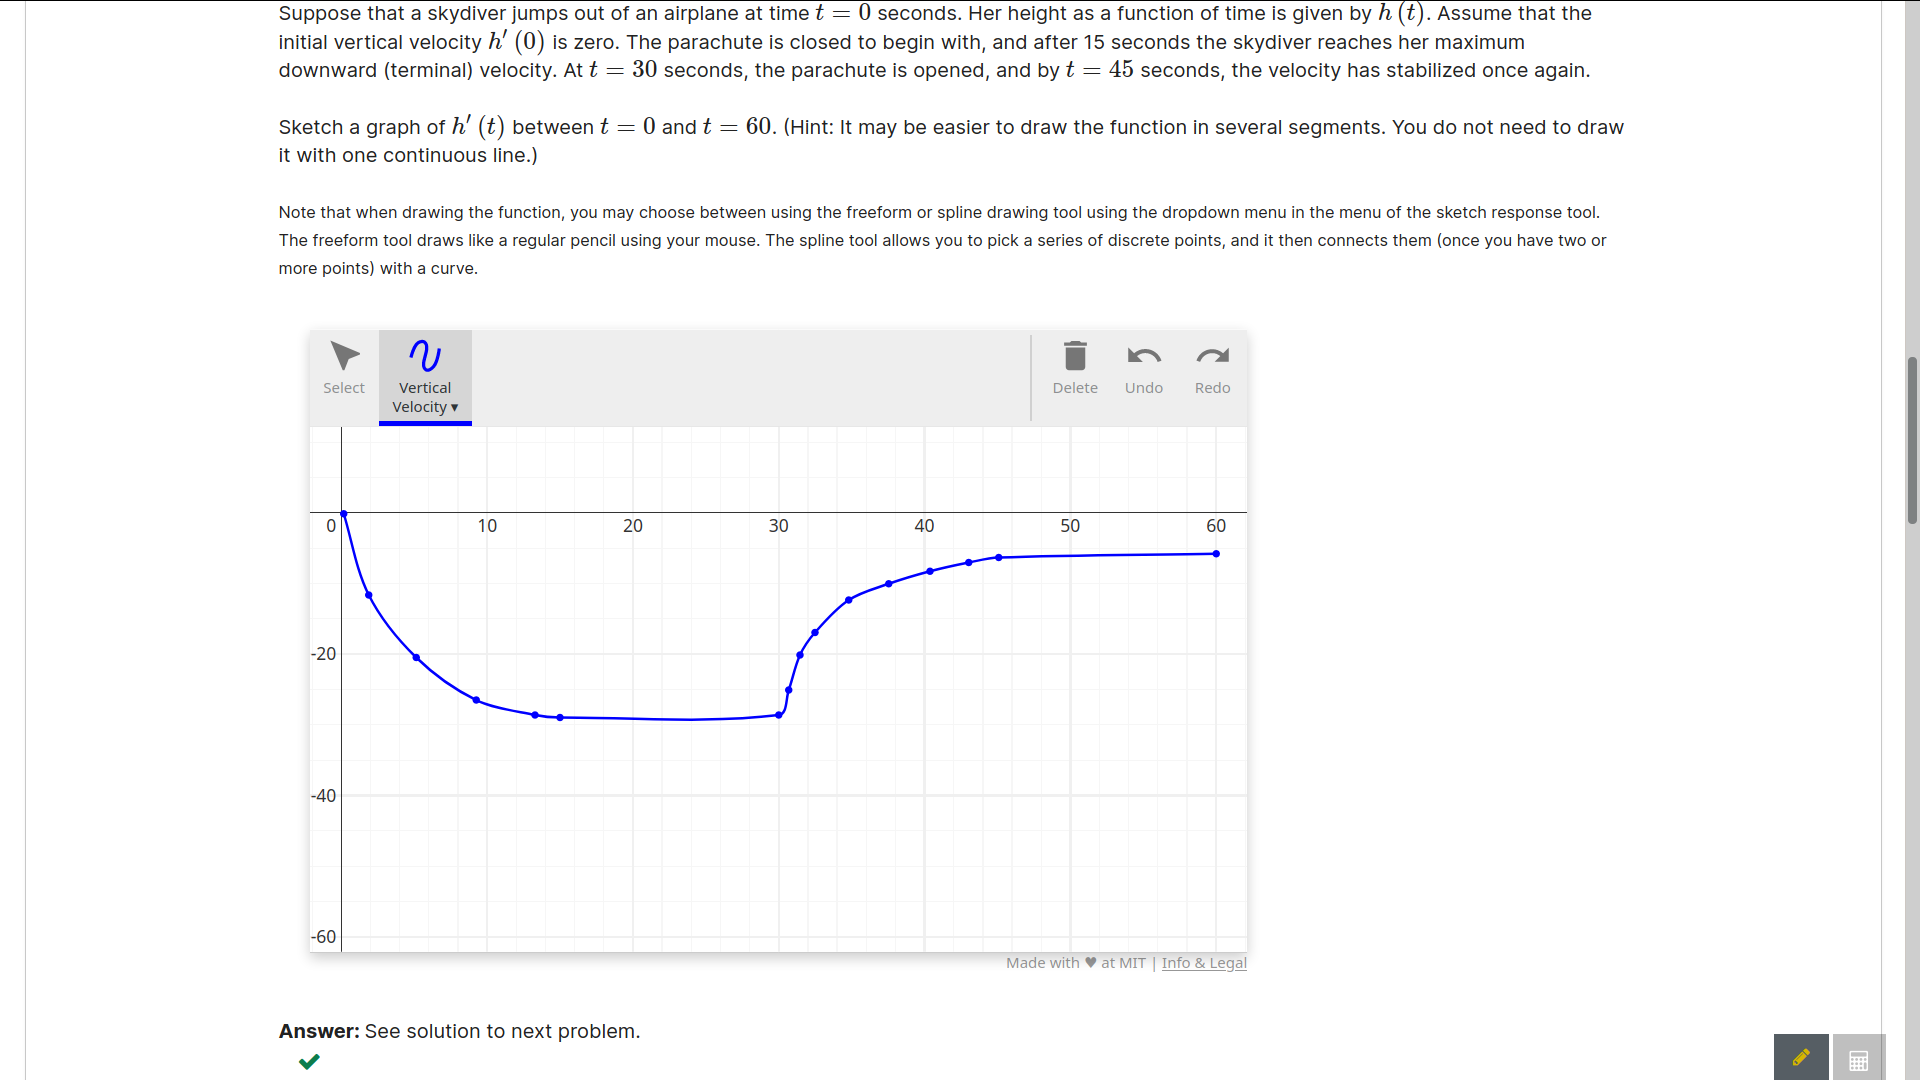 Suppose that a skydiver jumps out of an airplane at time t = 0 seconds. Her height as a function of time is given by h (t). Assume that the
initial vertical velocity h′ (0) is zero. The parachute is closed to begin with, and after 15 seconds the skydiver reaches her maximum
downward (terminal) velocity. At t = 30 seconds, the parachute is opened, and by t = 45 seconds, the velocity has stabilized once again.
Sketch a graph of h′ (t) between t = 0 and t = 60. (Hint: It may be easier to draw the function in several segments. You do not need to draw
it with one continuous line.)
Note that when drawing the function, you may choose between using the freeform or spline drawing tool using the dropdown menu in the menu of the sketch response tool.
The freeform tool draws like a regular pencil using your mouse. The spline tool allows you to pick a series of discrete points, and it then connects them (once you have two or
more points) with a curve.
Select
Vertical
Velocity ▾
Delete
Undo
Redo
0 10 20 30 40 50 60
-20
-40
-60
Made with ♥ at MIT | Info & Legal
Answer: See solution to next problem.